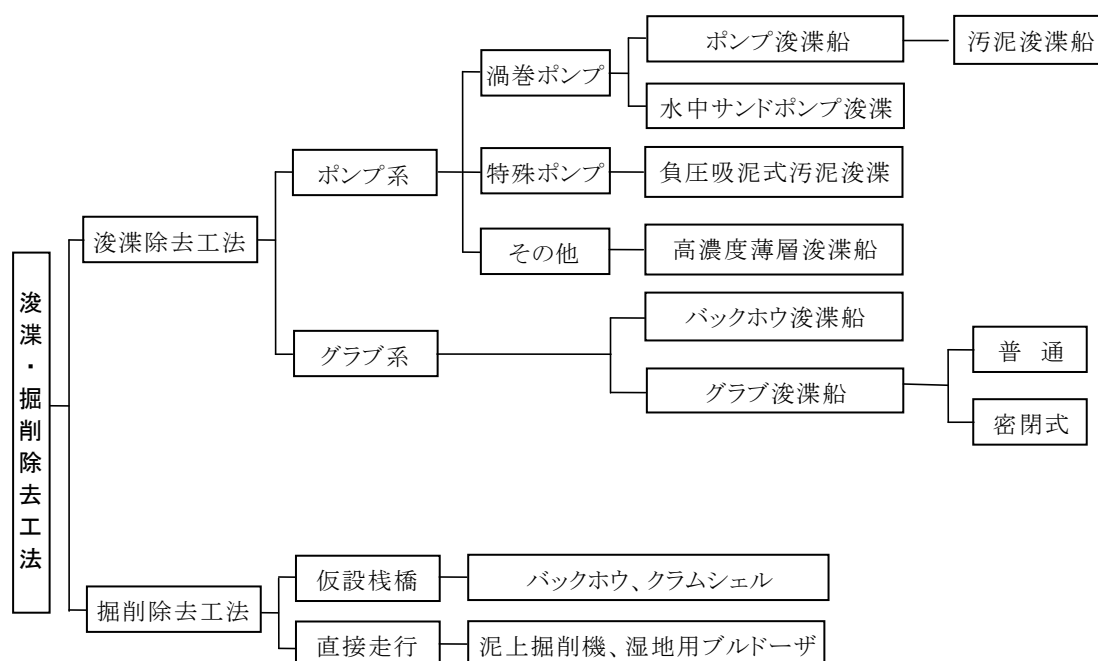 浚渫・掘削除去工法
浚渫除去工法
ポンプ系
渦巻ポンプ
ポンプ浚渫船
汚泥浚渫船
水中サンドポンプ浚渫
特殊ポンプ
負圧吸泥式汚泥浚渫
その他
高濃度薄層浚渫船
グラブ系
バックホウ浚渫船
グラブ浚渫船
普 通
密閉式
掘削除去工法
仮設桟橋
バックホウ、クラムシェル
直接走行
泥上掘削機、湿地用ブルドーザ